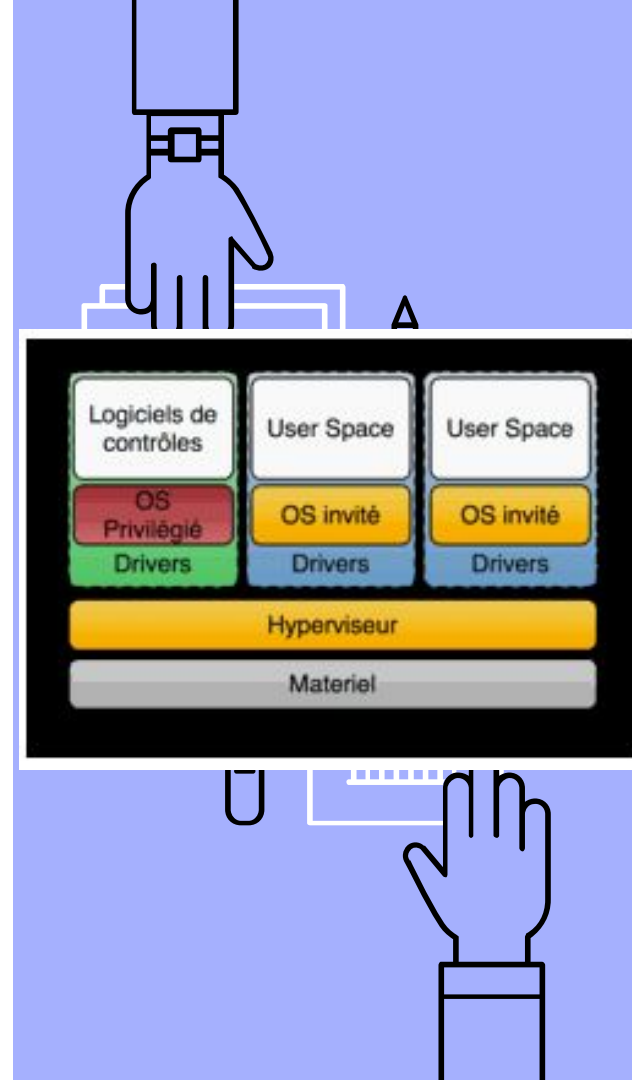 Logiciels de
contrôles
User Space
User Space
OS
Privilégié
OS invité
OS invité
Drivers
Drivers
Drivers
Hyperviseur
Materiel